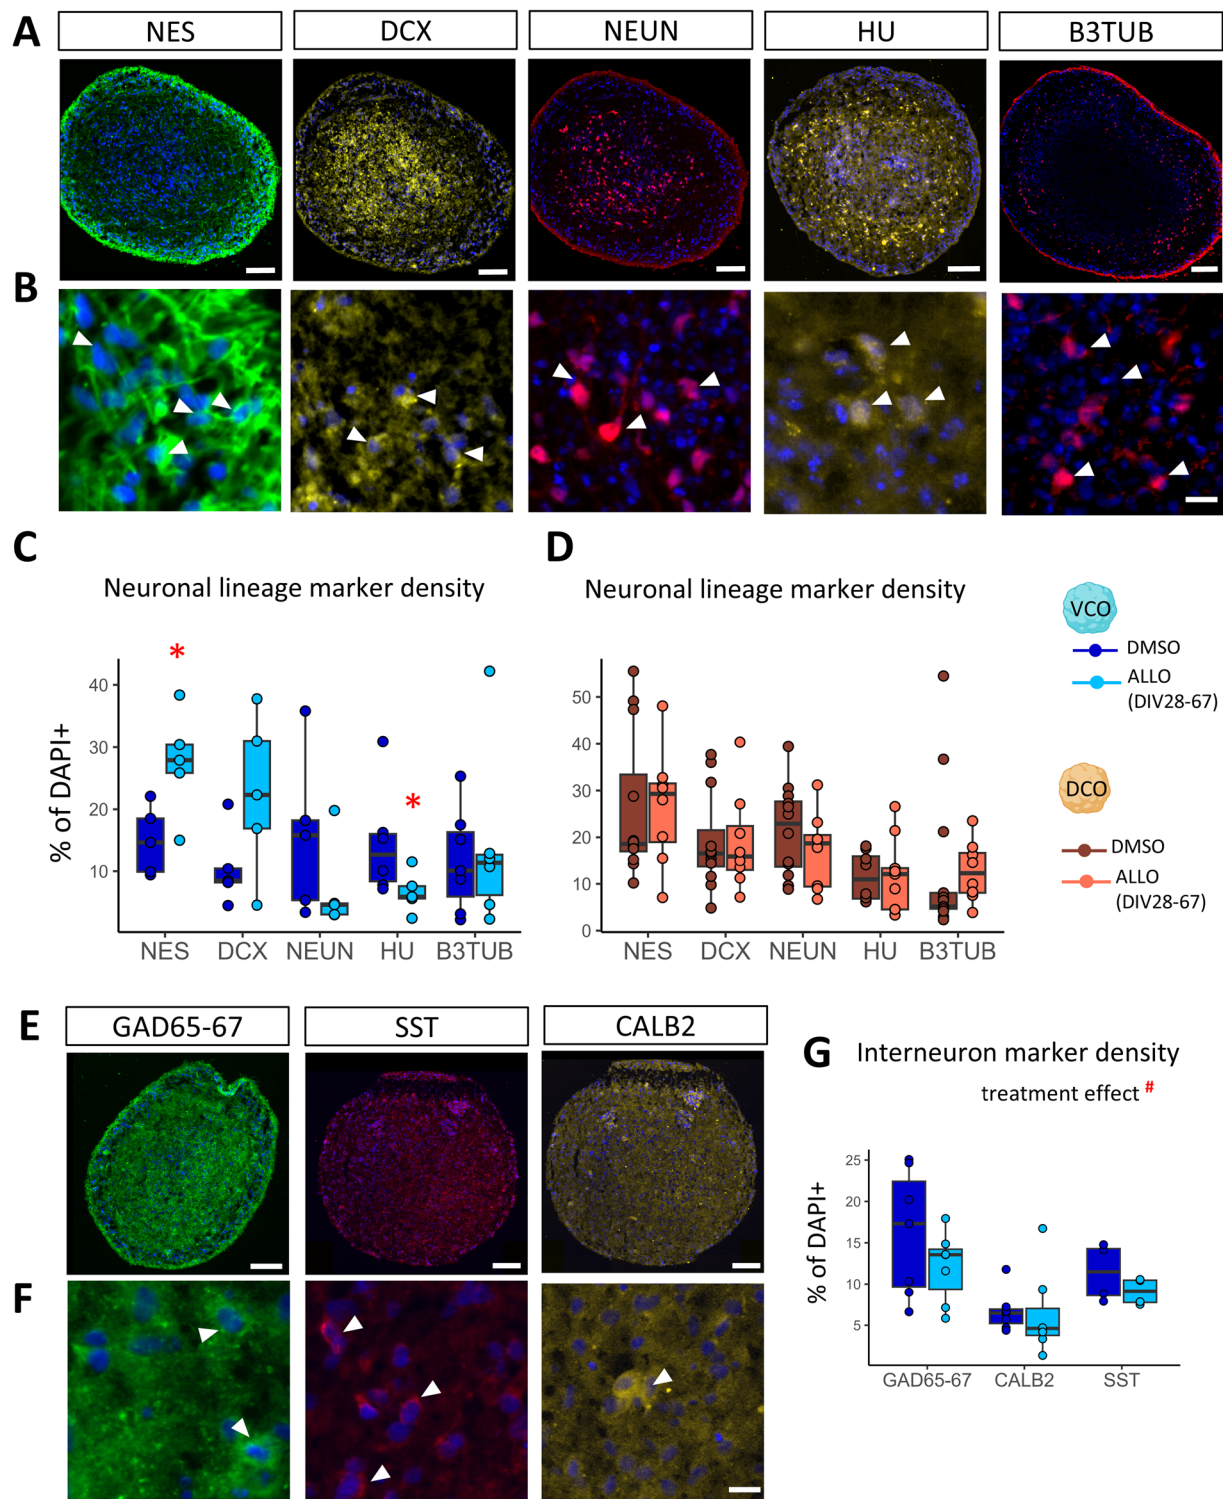 A
NES
DCX
NEUN
HU
B3TUB
B
C
Neuronal lineage marker density
*
*
% of DAPI+
40
30
20
10
NES
DCX
NEUN
HU
B3TUB
D
Neuronal lineage marker density
50
40
30
20
10
0
NES
DCX
NEUN
HU
B3TUB
VCO
DMSO
ALLO
(DIV28-67)
DCO
DMSO
ALLO
(DIV28-67)
E
GAD65-67
SST
CALB2
F
G
Interneuron marker density
treatment effect #
% of DAPI+
25
20
15
10
5
GAD65-67
CALB2
SST